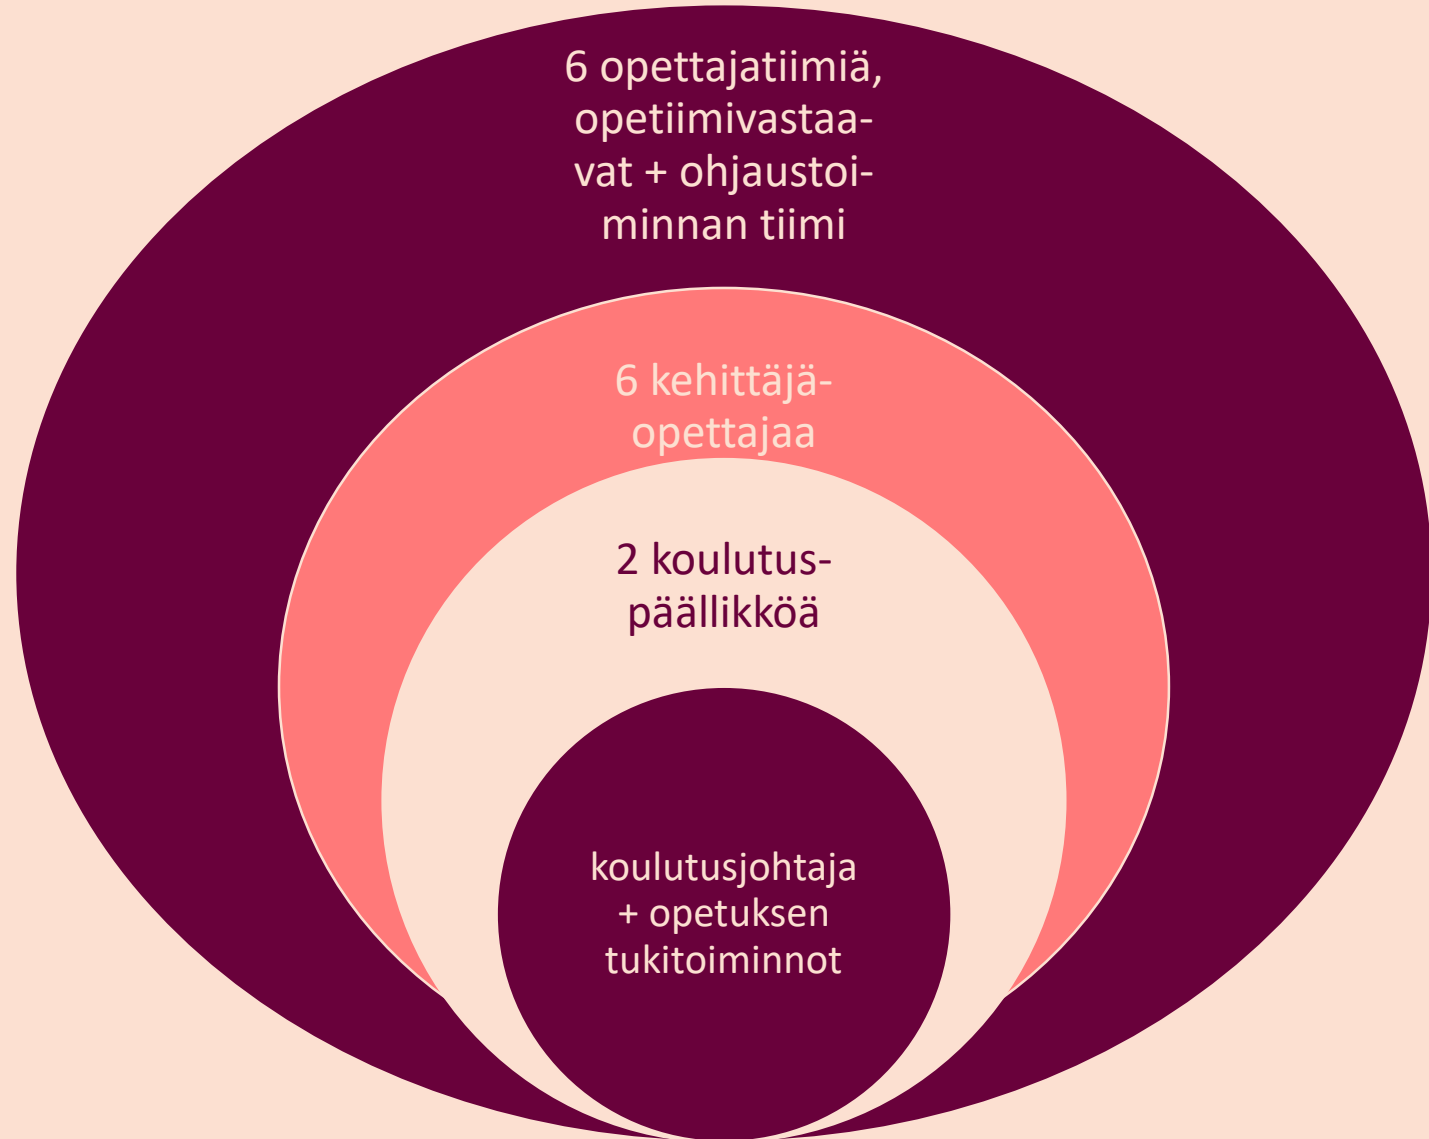 6 opettajatiimiä,
opetiimivastaa-
vat + ohjaustoi-
minnan tiimi
6 kehittäjä-
opettajaa
2 koulutus-
päällikköä
koulutusjohtaja
+ opetuksen
tukitoiminnot